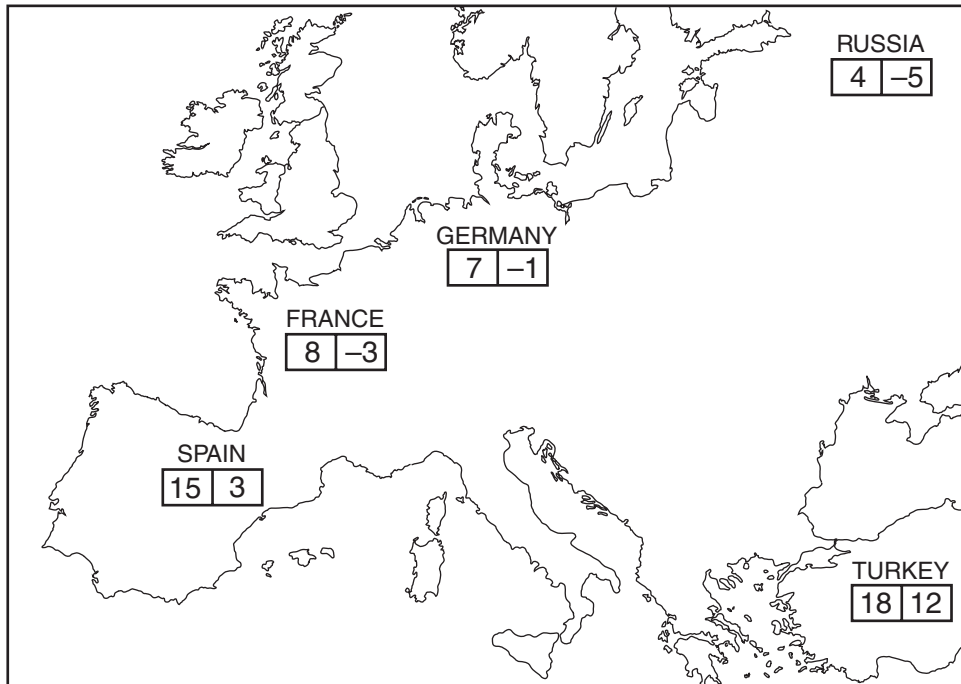 RUSSIA
4 –5
GERMANY
7 –1
FRANCE
8 –3
SPAIN
15 3
TURKEY
18 12